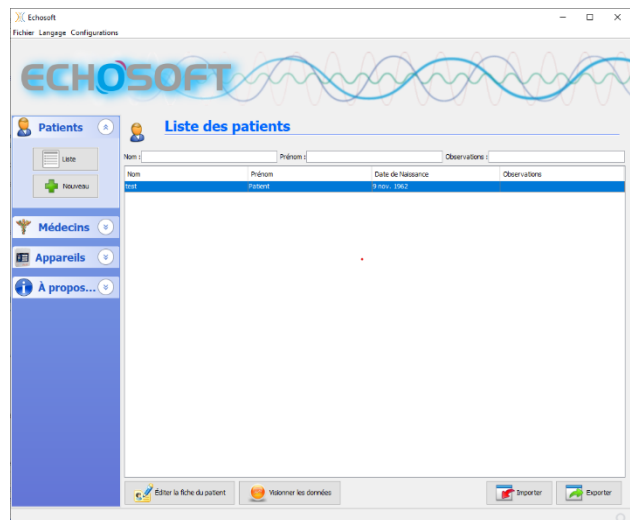 Echosoft
Fichier Langage Configurations
ECHOSOFT
Patients
Liste des patients
Liste
Nom : Prénom : Observations :
Nom Prénom Date de Naissance Observations
Nouveau
test Patient 9 nov. 1962
Médecins
Appareils
À propos...
Éditer la fiche du patient Visionner les données Importer Exporter